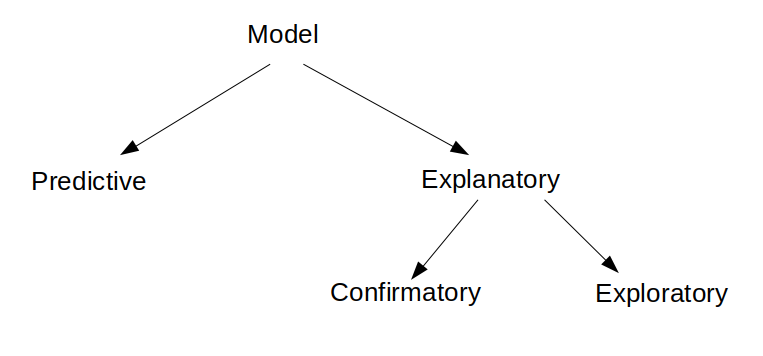 Model
Predictive
Explanatory
Confirmatory
Exploratory